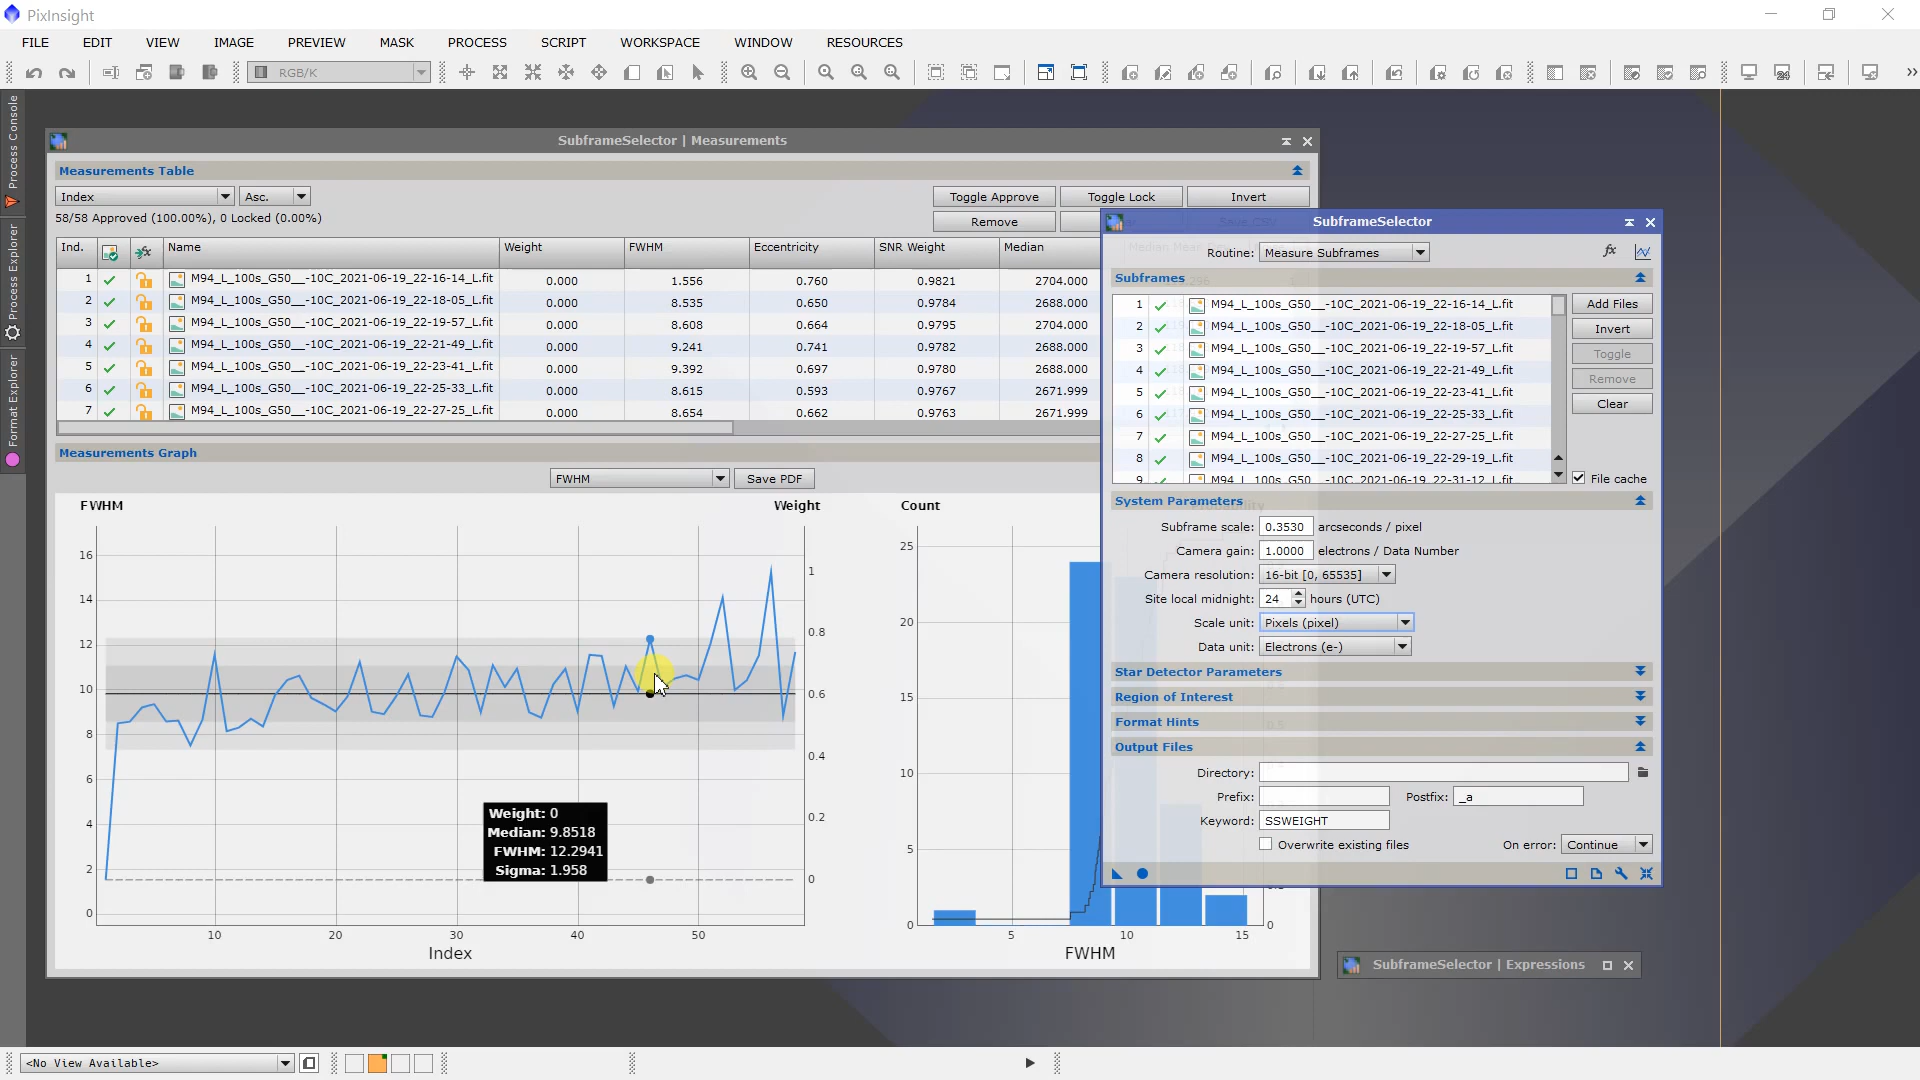 PixInsight
FILE EDIT VIEW IMAGE PREVIEW MASK PROCESS SCRIPT WORKSPACE WINDOW RESOURCES
RGB/K
24
Process Console
Process Explorer
Format Explorer
SubframeSelector | Measurements
Measurements Table
Index Asc. Toggle Approve Toggle Lock Invert
58/58 Approved (100.00%), 0 Locked (0.00%)
Remove
Ind. Name Weight FWHM Eccentricity SNR Weight Median
1 M94_L_100s_G50__-10C_2021-06-19_22-16-14_L.fit 0.000 1.556 0.760 0.9821 2704.000
2 M94_L_100s_G50__-10C_2021-06-19_22-18-05_L.fit 0.000 8.535 0.650 0.9784 2688.000
3 M94_L_100s_G50__-10C_2021-06-19_22-19-57_L.fit 0.000 8.608 0.664 0.9795 2704.000
4 M94_L_100s_G50__-10C_2021-06-19_22-21-49_L.fit 0.000 9.241 0.741 0.9782 2688.000
5 M94_L_100s_G50__-10C_2021-06-19_22-23-41_L.fit 0.000 9.392 0.697 0.9780 2688.000
6 M94_L_100s_G50__-10C_2021-06-19_22-25-33_L.fit 0.000 8.615 0.593 0.9767 2671.999
7 M94_L_100s_G50__-10C_2021-06-19_22-27-25_L.fit 0.000 8.654 0.662 0.9763 2671.999
Measurements Graph
FWHM Save PDF
FWHM Weight
16
14
12
10
8
6
4
2
0
1
0.8
0.6
0.4
0.2
0
10 20 30 40 50
Index
Weight: 0
Median: 9.8518
FWHM: 12.2941
Sigma: 1.958
Count
25
20
15
10
5
0
0
5 10 15
FWHM
SubframeSelector
Routine: Measure Subframes
Subframes
1 M94_L_100s_G50__-10C_2021-06-19_22-16-14_L.fit
2 M94_L_100s_G50__-10C_2021-06-19_22-18-05_L.fit
3 M94_L_100s_G50__-10C_2021-06-19_22-19-57_L.fit
4 M94_L_100s_G50__-10C_2021-06-19_22-21-49_L.fit
5 M94_L_100s_G50__-10C_2021-06-19_22-23-41_L.fit
6 M94_L_100s_G50__-10C_2021-06-19_22-25-33_L.fit
7 M94_L_100s_G50__-10C_2021-06-19_22-27-25_L.fit
8 M94_L_100s_G50__-10C_2021-06-19_22-29-19_L.fit
9 M94_L_100s_G50__-10C_2021-06-19_22-31-12_L.fit
Add Files
Invert
Toggle
Remove
Clear
File cache
System Parameters
Subframe scale: 0.3530 arcseconds / pixel
Camera gain: 1.0000 electrons / Data Number
Camera resolution: 16-bit [0, 65535]
Site local midnight: 24 hours (UTC)
Scale unit: Pixels (pixel)
Data unit: Electrons (e-)
Star Detector Parameters
Region of Interest
Format Hints
Output Files
Directory:
Prefix: Postfix: _a
Keyword: SSWEIGHT
Overwrite existing files On error: Continue
SubframeSelector | Expressions
<No View Available>